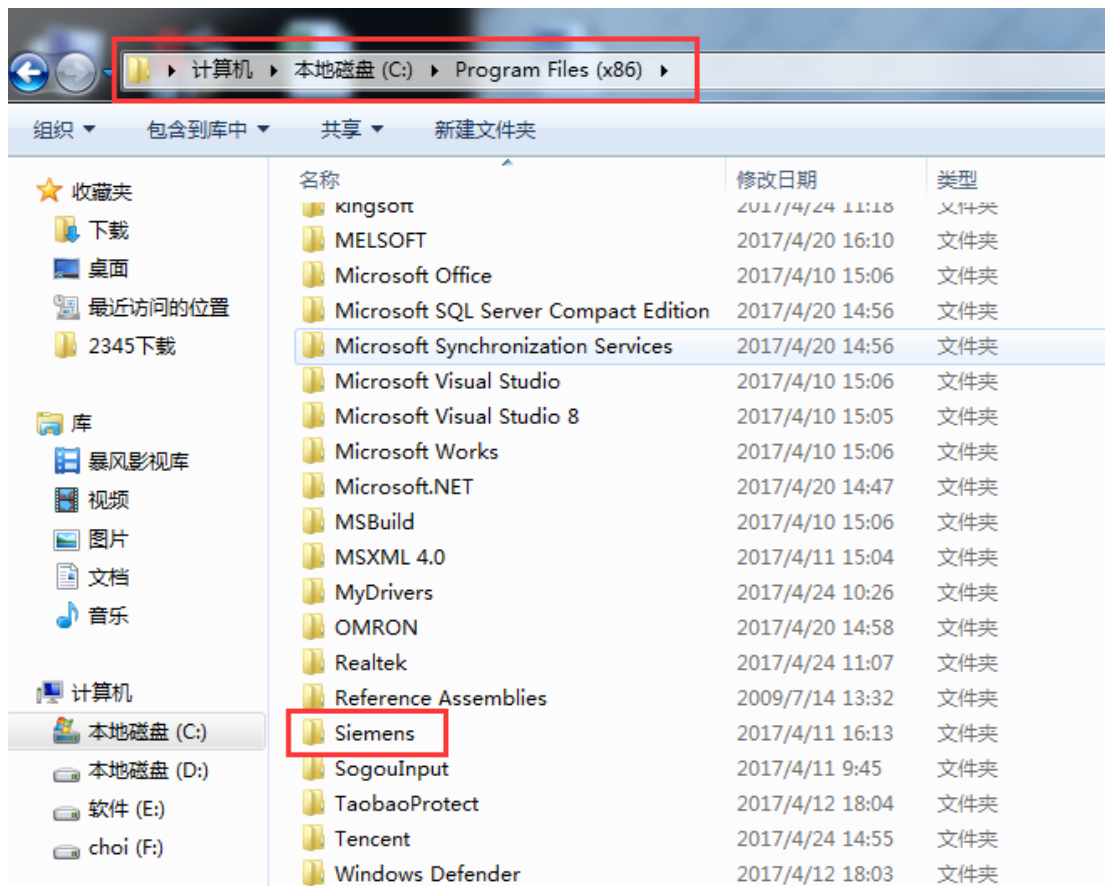 计算机 ▸ 本地磁盘 (C:) ▸ Program Files (x86) ▸
组织 包含到库中 共享 新建文件夹
收藏夹
下载
桌面
最近访问的位置
2345下载
库
暴风影视库
视频
图片
文档
音乐
计算机
本地磁盘 (C:)
本地磁盘 (D:)
软件 (E:)
choi (F:)
名称 修改日期 类型
kingsoft 2017/4/24 11:18 文件夹
MELSOFT 2017/4/20 16:10 文件夹
Microsoft Office 2017/4/10 15:06 文件夹
Microsoft SQL Server Compact Edition 2017/4/20 14:56 文件夹
Microsoft Synchronization Services 2017/4/20 14:56 文件夹
Microsoft Visual Studio 2017/4/10 15:06 文件夹
Microsoft Visual Studio 8 2017/4/10 15:05 文件夹
Microsoft Works 2017/4/10 15:06 文件夹
Microsoft.NET 2017/4/20 14:47 文件夹
MSBuild 2017/4/10 15:06 文件夹
MSXML 4.0 2017/4/11 15:04 文件夹
MyDrivers 2017/4/24 10:26 文件夹
OMRON 2017/4/20 14:58 文件夹
Realtek 2017/4/24 11:07 文件夹
Reference Assemblies 2009/7/14 13:32 文件夹
Siemens 2017/4/11 16:13 文件夹
SogouInput 2017/4/11 9:45 文件夹
TaobaoProtect 2017/4/12 18:04 文件夹
Tencent 2017/4/24 14:55 文件夹
Windows Defender 2017/4/12 18:03 文件夹